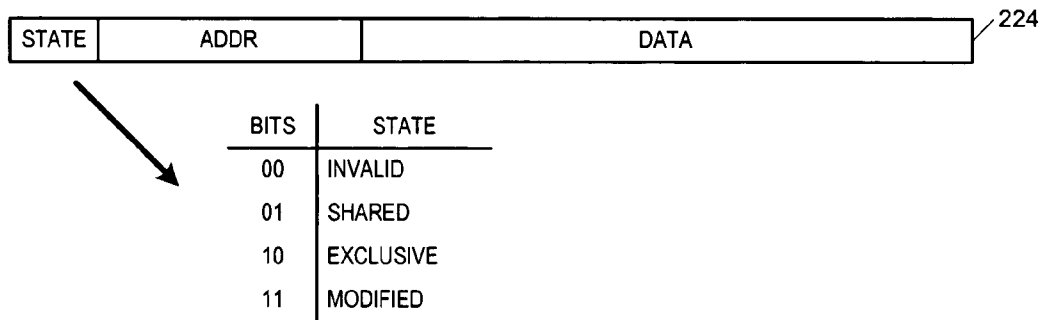 224
STATE ADDR DATA
BITS STATE
00 INVALID
01 SHARED
10 EXCLUSIVE
11 MODIFIED